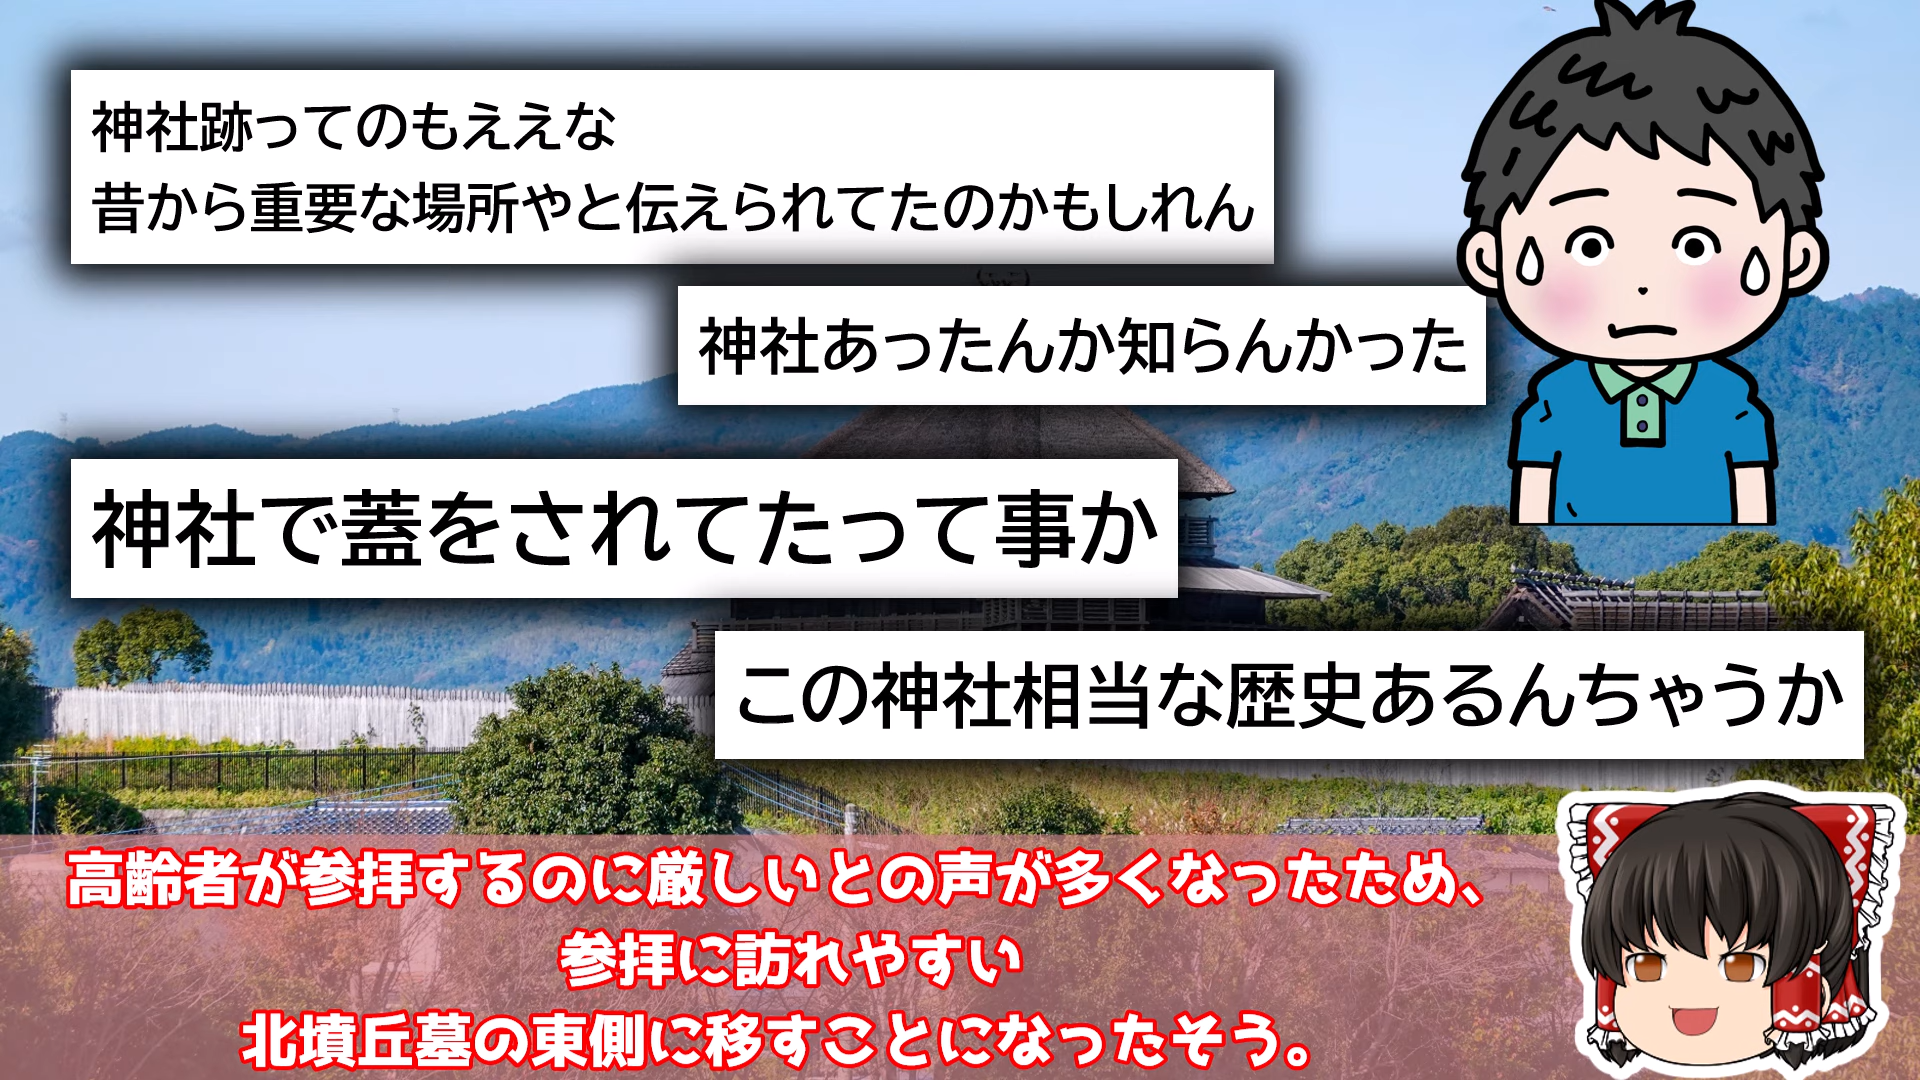 神社跡ってのもええな
昔から重要な場所やと伝えられてたのかもしれん
神社あったんか知らんかった
神社で蓋をされてたって事か
この神社相当な歴史あるんちゃうか
高齢者が参拝するのに厳しいとの声が多くなったため、
参拝に訪れやすい
北墳丘墓の東側に移すことになったそう。